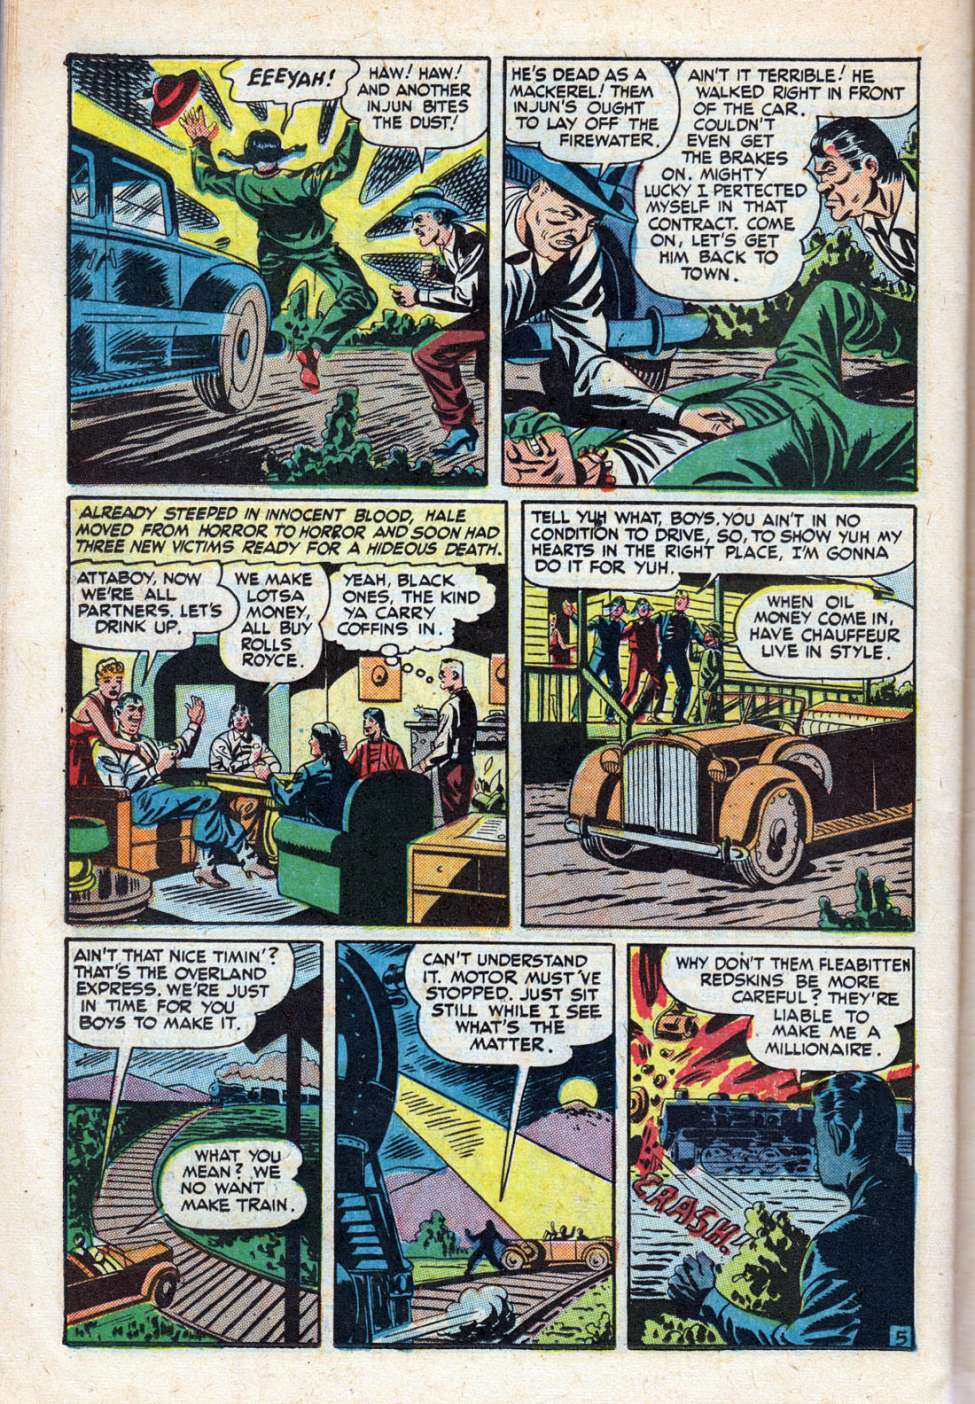 EEEYAH!
HAW! HAW!
AND ANOTHER
INJUN BITES
THE DUST!
HE'S DEAD AS A
MACKEREL! THEM
INJUN'S OUGHT
TO LAY OFF THE
FIREWATER.
AIN'T IT TERRIBLE! HE
WALKED RIGHT IN FRONT
OF THE CAR.
COULDN'T
EVEN GET
THE BRAKES
ON. MIGHTY
LUCKY I PERTECTED
MYSELF IN THAT
CONTRACT. COME
ON, LET'S GET
HIM BACK TO
TOWN.
ALREADY STEEPED IN INNOCENT BLOOD, HALE
MOVED FROM HORROR TO HORROR AND SOON HAD
THREE NEW VICTIMS READY FOR A HIDEOUS DEATH.
ATTABOY, NOW
WE'RE ALL
PARTNERS. LET'S
DRINK UP.
WE MAKE
LOTSA
MONEY,
ALL BUY
ROLLS
ROYCE.
YEAH, BLACK
ONES, THE KIND
YA CARRY
COFFINS IN.
TELL YUH WHAT, BOYS. YOU AIN'T IN NO
CONDITION TO DRIVE, SO, TO SHOW YUH MY
HEARTS IN THE RIGHT PLACE, I'M GONNA
DO IT FOR YUH.
WHEN OIL
MONEY COME IN,
HAVE CHAUFFEUR
LIVE IN STYLE.
AIN'T THAT NICE TIMIN'?
THAT'S THE OVERLAND
EXPRESS. WE'RE JUST
IN TIME FOR YOU
BOYS TO MAKE IT.
WHAT YOU
MEAN? WE
NO WANT
MAKE TRAIN.
CAN'T UNDERSTAND
IT. MOTOR MUST'VE
STOPPED. JUST SIT
STILL WHILE I SEE
WHAT'S THE
MATTER.
WHY DON'T THEM FLEABITTEN
REDSKINS BE MORE
CAREFUL? THEY'RE
LIABLE TO
MAKE ME A
MILLIONAIRE.
CRASH!
5